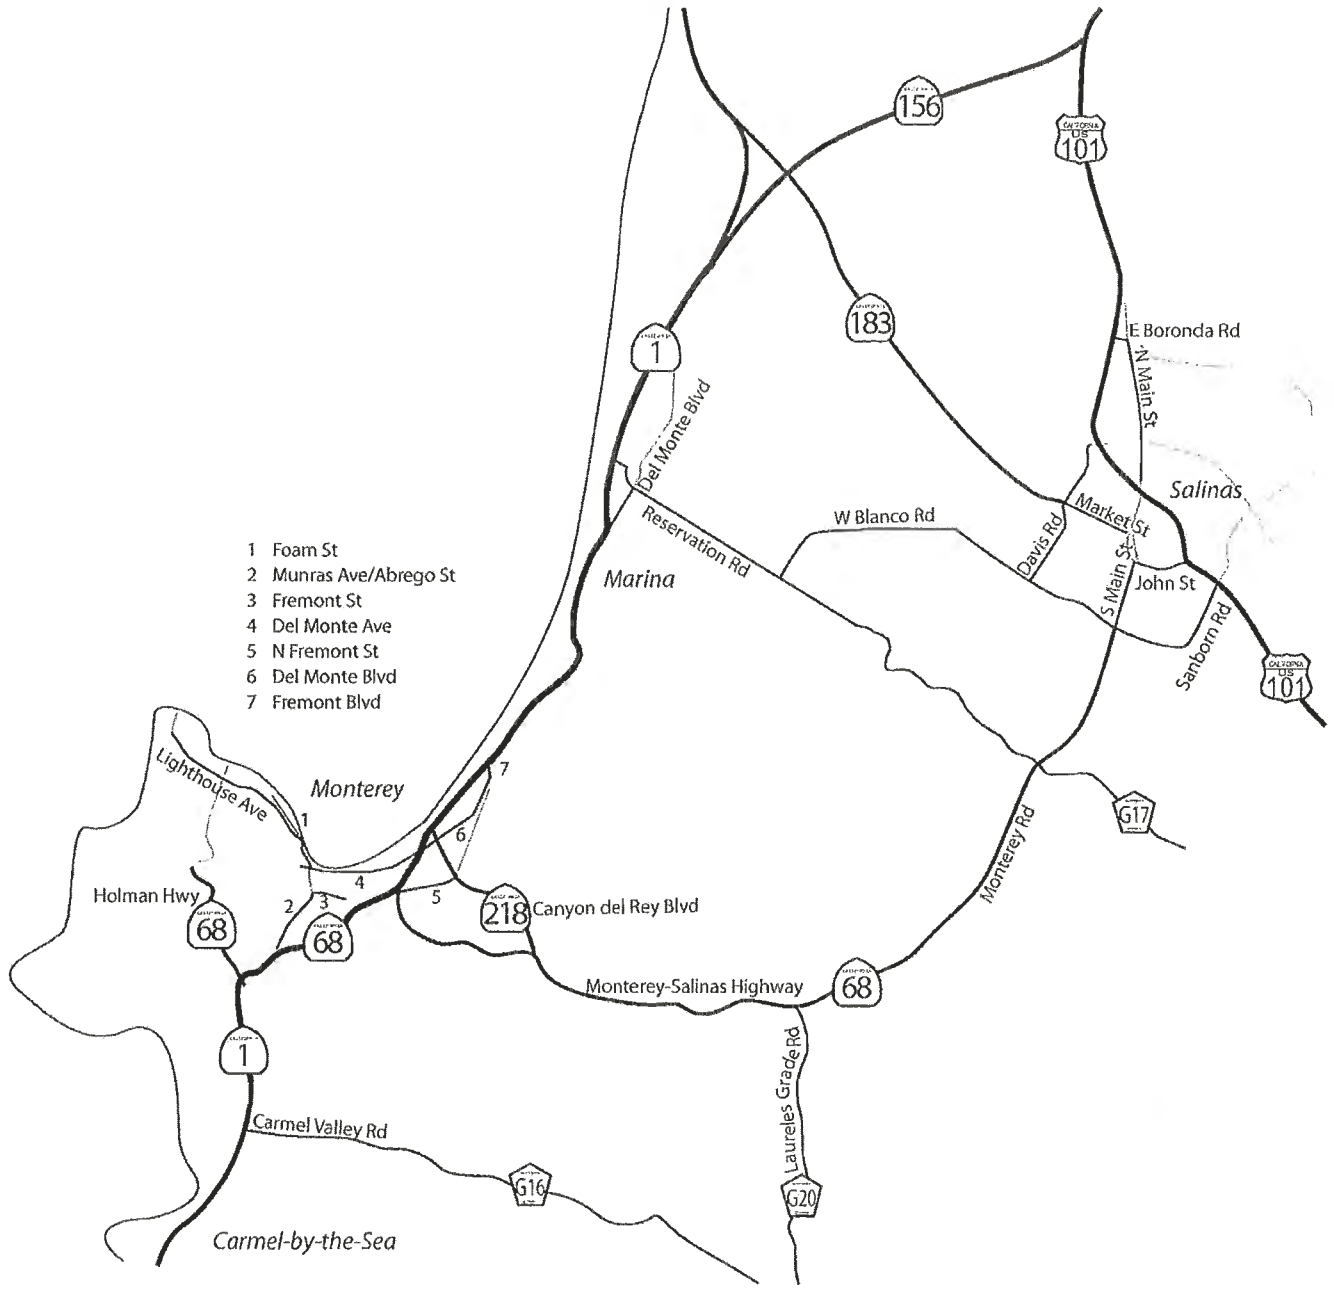 156
CALIFORNIA
US
101
183
1
E Boronda Rd
N Main St
Del Monte Blvd
Salinas
Market St
W Blanco Rd
Reservation Rd
Davis Rd
1 Foam St
2 Munras Ave/Abrego St
3 Fremont St
4 Del Monte Ave
5 N Fremont St
6 Del Monte Blvd
7 Fremont Blvd
Marina
S Main St
John St
Sanborn Rd
CALIFORNIA
US
101
Lighthouse Ave
Monterey
7
1
6
G17
Monterey Rd
4
5
Holman Hwy
2
3
68
68
218
Canyon del Rey Blvd
Monterey-Salinas Highway
68
1
Laureles Grade Rd
Carmel Valley Rd
G16
G20
Carmel-by-the-Sea